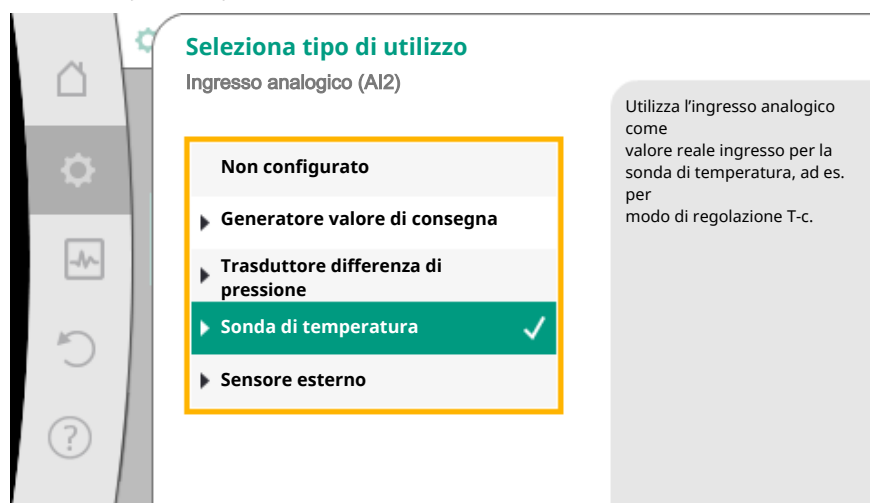 Seleziona tipo di utilizzo
Ingresso analogico (AI2)
Non configurato
Generatore valore di consegna
Trasduttore differenza di
pressione
Sonda di temperatura
Sensore esterno
Utilizza l'ingresso analogico
come
valore reale ingresso per la
sonda di temperatura, ad es.
per
modo di regolazione T-c.